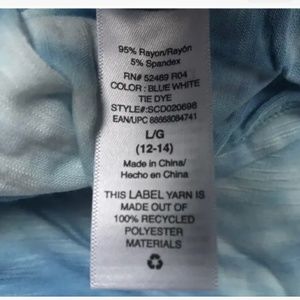 95% Rayon/Rayón
5% Spandex
RN# 52469 R04
COLOR : BLUE WHITE
TIE DYE
STYLE#:SCD020698
EAN/UPC 88668084741
L/G
(12-14)
Made in China/
Hecho en China
THIS LABEL YARN IS
MADE OUT OF
100% RECYCLED
POLYESTER
MATERIALS